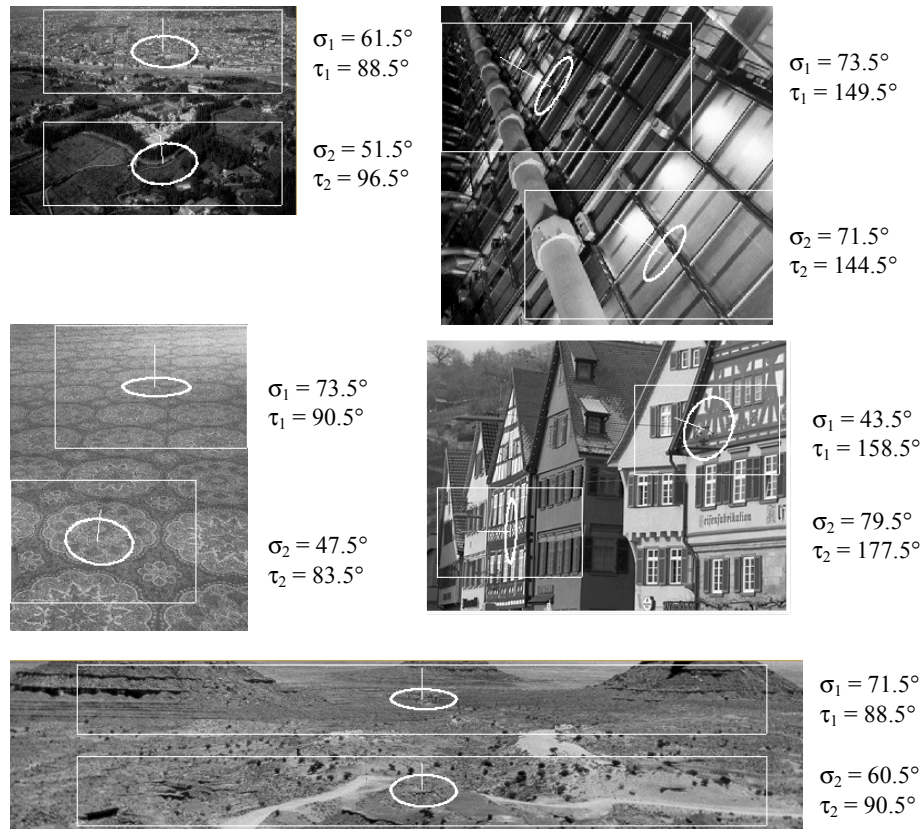 σ₁ = 61.5°
τ₁ = 88.5°
σ₂ = 51.5°
τ₂ = 96.5°
σ₁ = 73.5°
τ₁ = 149.5°
σ₂ = 71.5°
τ₂ = 144.5°
σ₁ = 73.5°
τ₁ = 90.5°
σ₂ = 47.5°
τ₂ = 83.5°
σ₁ = 43.5°
τ₁ = 158.5°
σ₂ = 79.5°
τ₂ = 177.5°
σ₁ = 71.5°
τ₁ = 88.5°
σ₂ = 60.5°
τ₂ = 90.5°